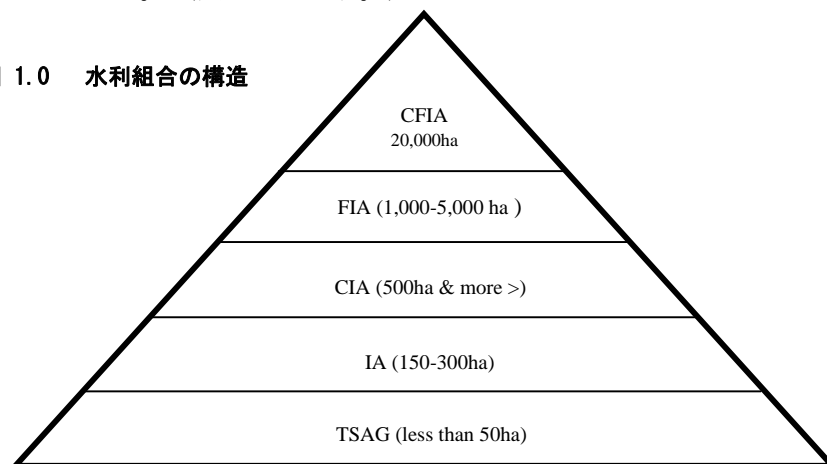 1.0 水利組合の構造
CFIA
20,000ha
FIA (1,000-5,000 ha )
CIA (500ha & more >)
IA (150-300ha)
TSAG (less than 50ha)